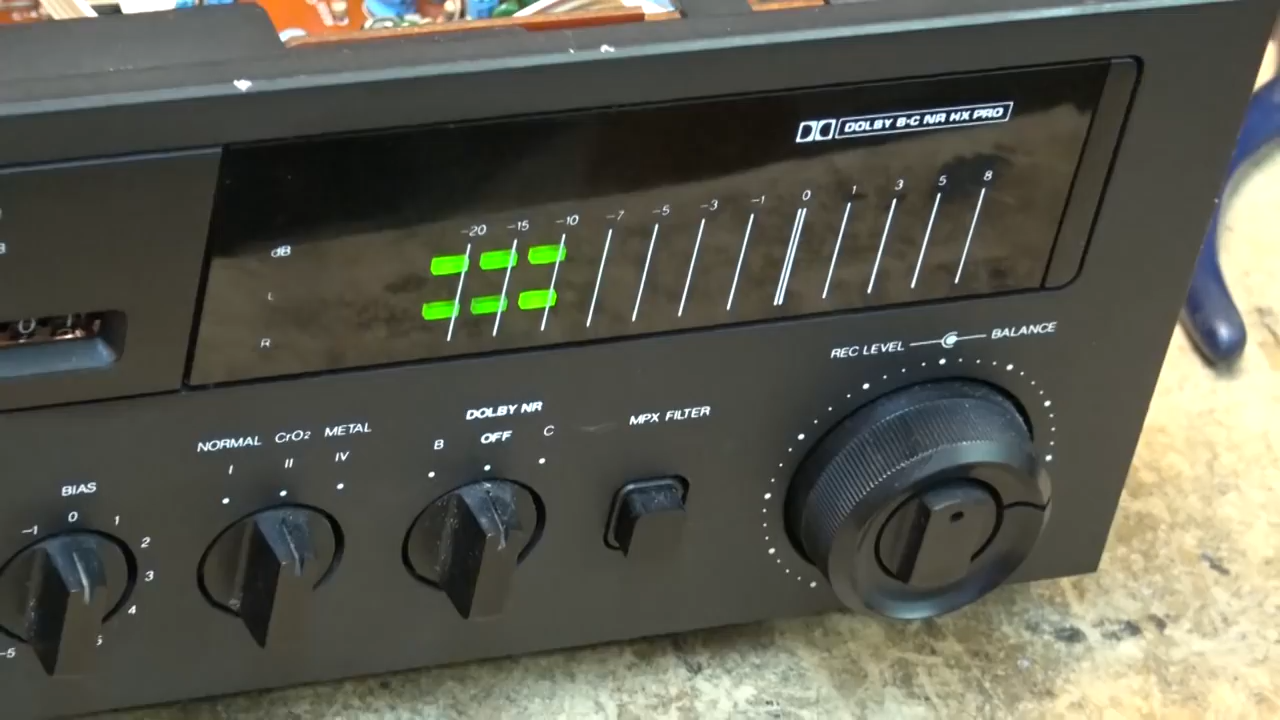 DOLBY B·C NR HX PRO
-20 -15 -10 -7 -5 -3 -1 0 1 3 5 8
dB
L
R
REC LEVEL BALANCE
NORMAL CrO2 METAL
I II IV
DOLBY NR
B OFF C
MPX FILTER
BIAS
-1 0 1
2
3
4
5
-5